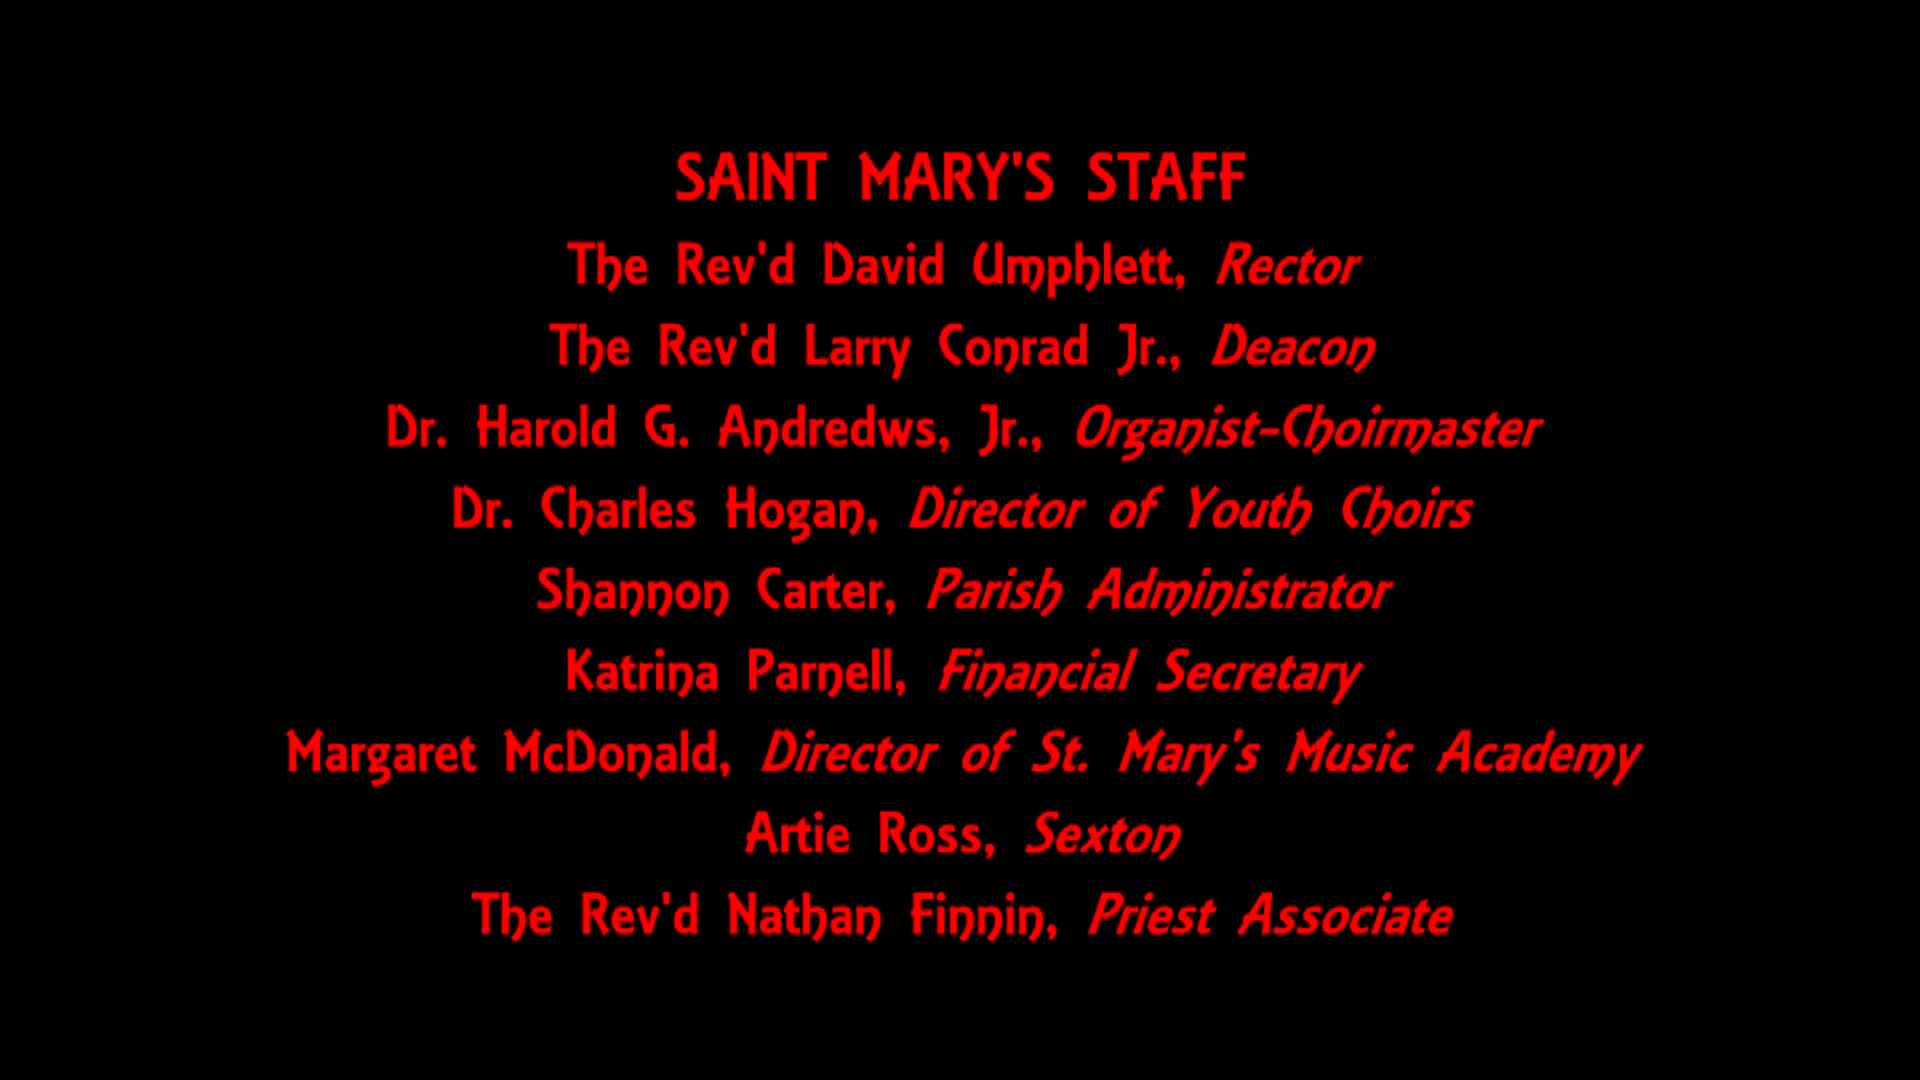 SAINT MARY'S STAFF
The Rev'd David Umphlett, Rector
The Rev'd Larry Conrad Jr., Deacon
Dr. Harold G. Andredws, Jr., Organist-Choirmaster
Dr. Charles Hogan, Director of Youth Choirs
Shannon Carter, Parish Administrator
Katrina Parnell, Financial Secretary
Margaret McDonald, Director of St. Mary's Music Academy
Artie Ross, Sexton
The Rev'd Nathan Finnin, Priest Associate